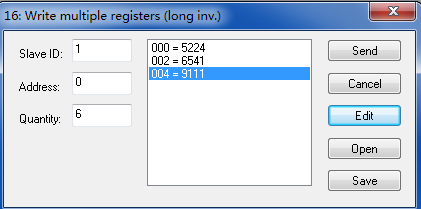 16: Write multiple registers (long inv.)
Slave ID: 1
Address: 0
Quantity: 6
000 = 5224
002 = 6541
004 = 9111
Send
Cancel
Edit
Open
Save